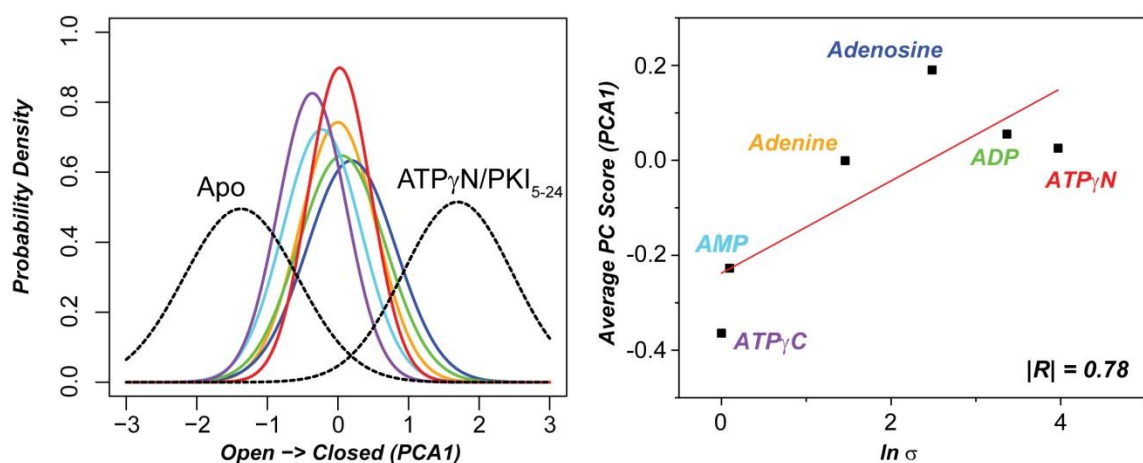 1.0
0.8
0.6
0.4
0.2
0.0
Probability Density
Apo
ATPγN/PKI5-24
−3 −2 −1 0 1 2 3
Open −> Closed (PCA1)
0.2
0.0
-0.2
-0.4
Average PC Score (PCA1)
Adenosine
Adenine
ADP
ATPγN
AMP
ATPγC
|R| = 0.78
0 2 4
ln σ